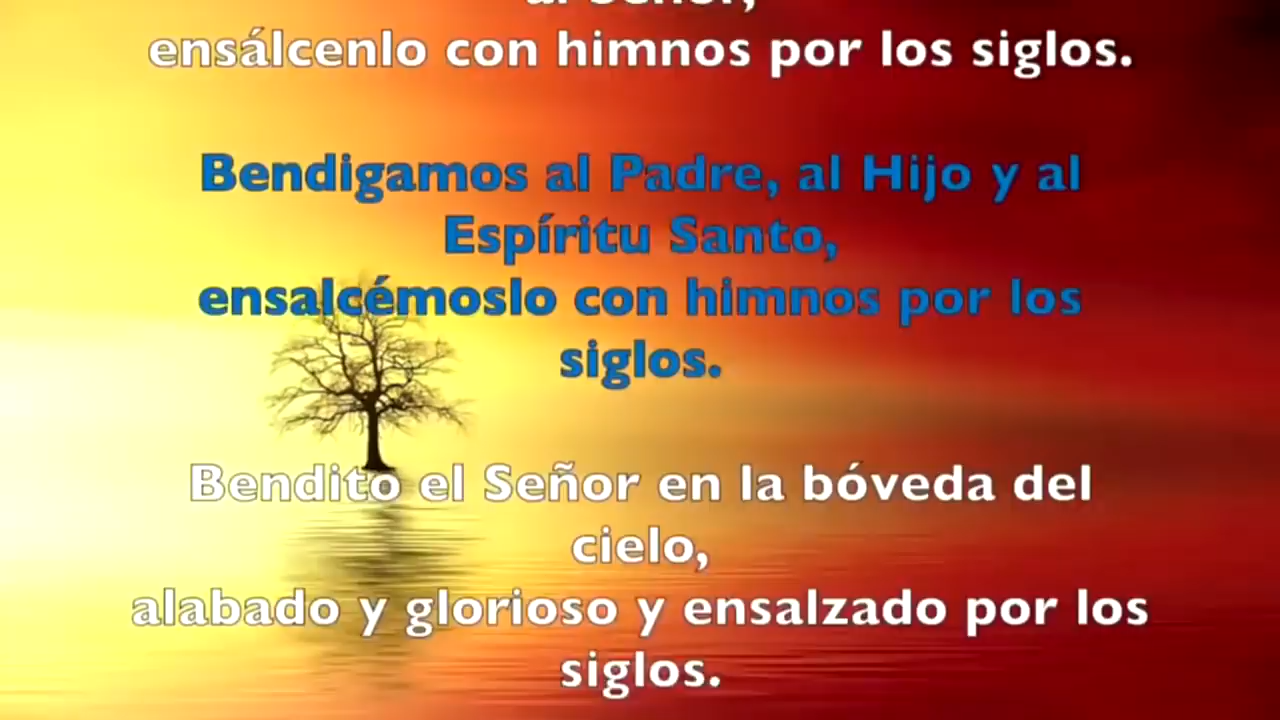 al Señor,
ensálcenlo con himnos por los siglos.
Bendigamos al Padre, al Hijo y al
Espíritu Santo,
ensalcémoslo con himnos por los
siglos.
Bendito el Señor en la bóveda del
cielo,
alabado y glorioso y ensalzado por los
siglos.